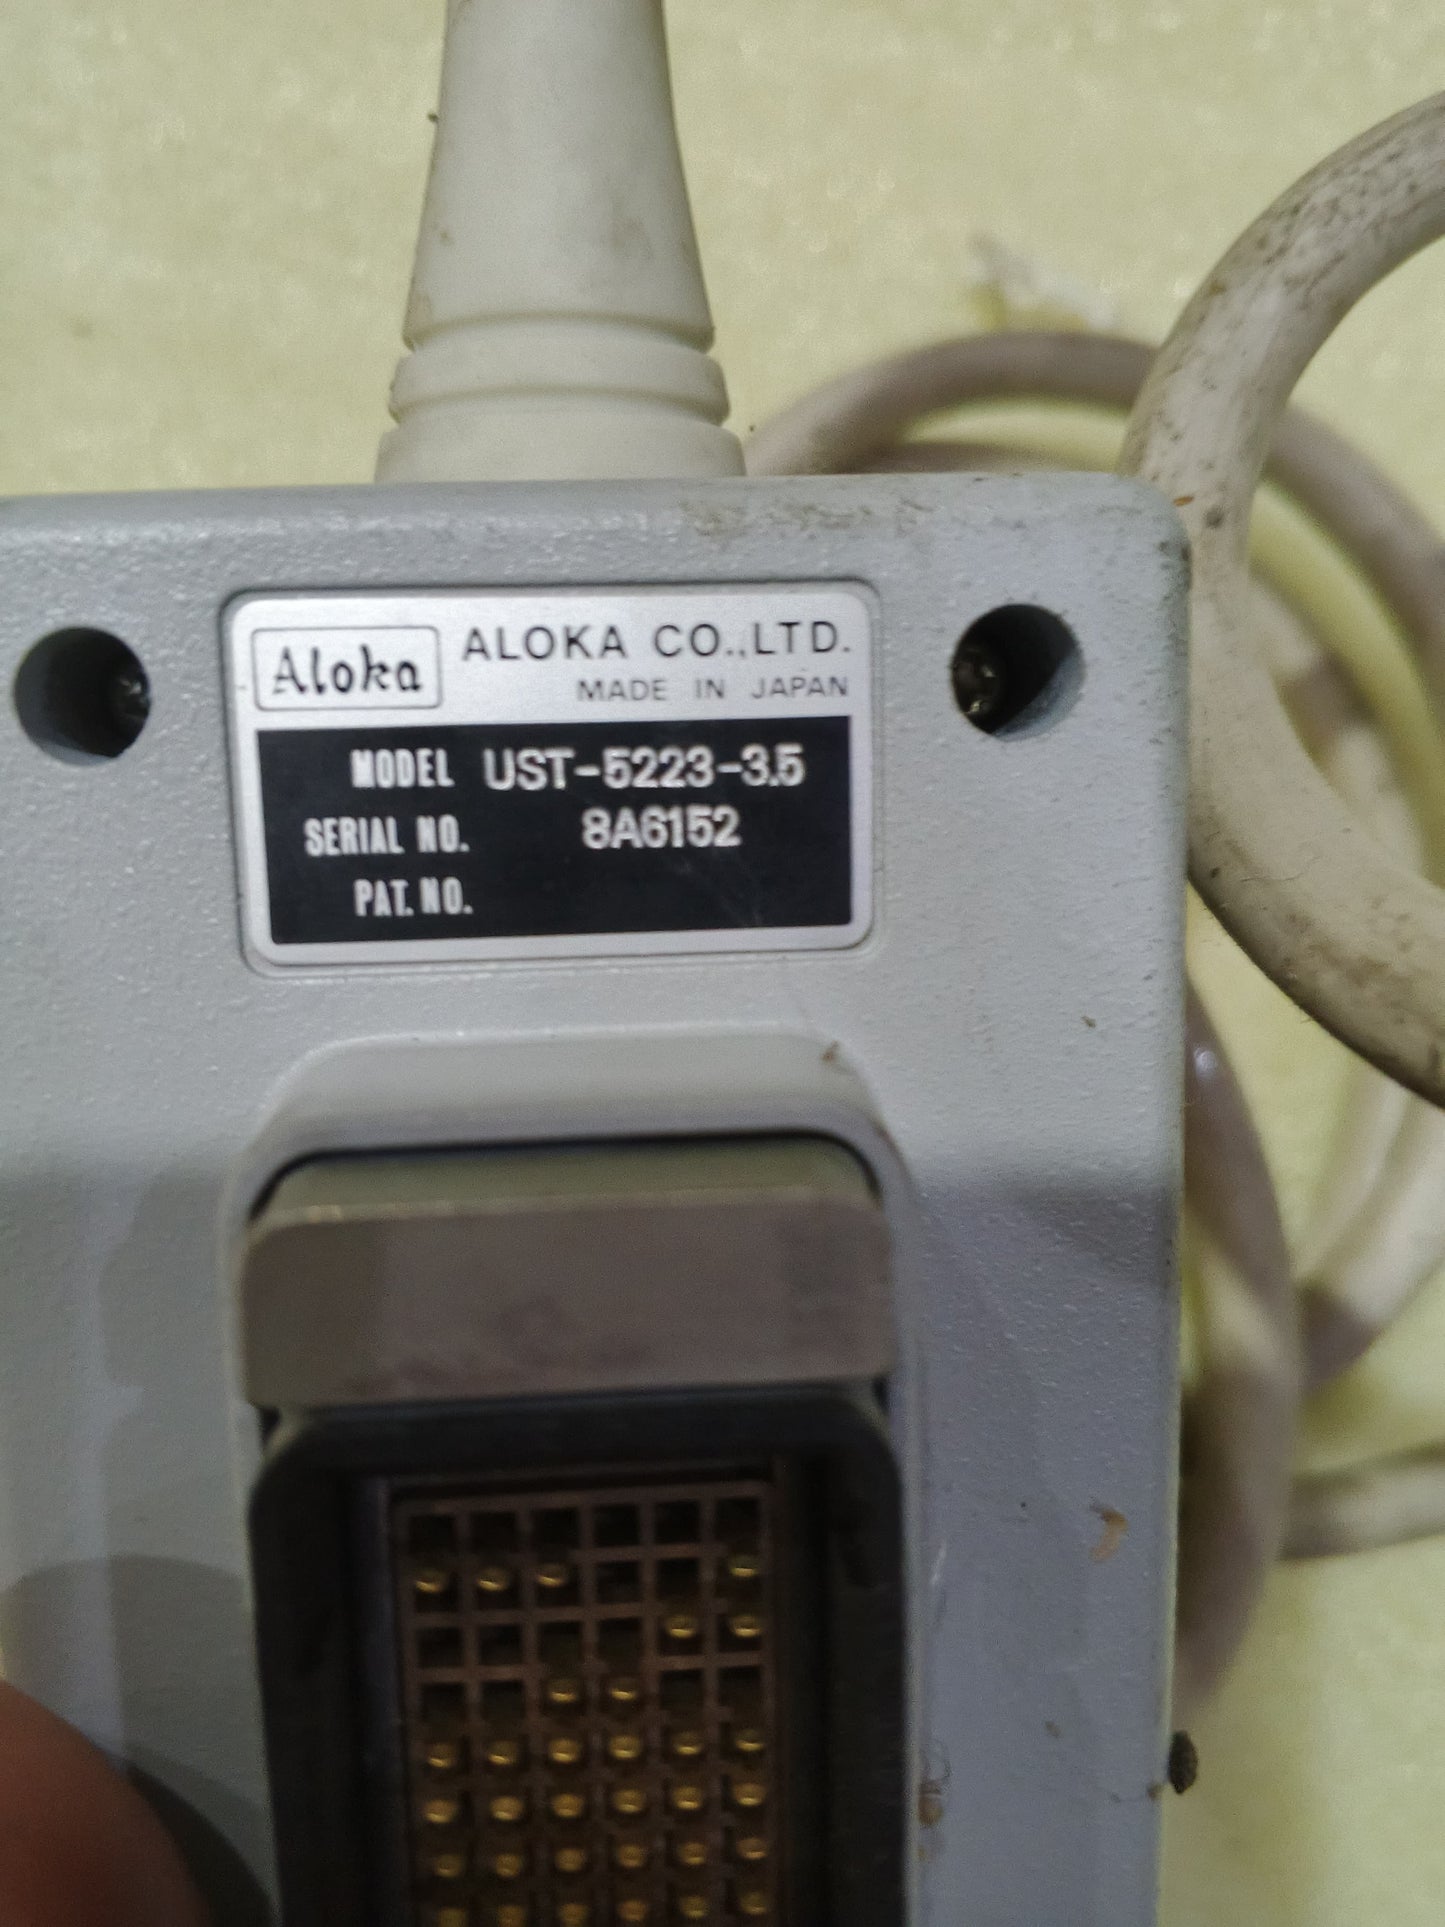 Aloka ALOKA CO.,LTD.
MADE IN JAPAN
MODEL UST-5223-3.5
SERIAL NO. 8A6152
PAT. NO.